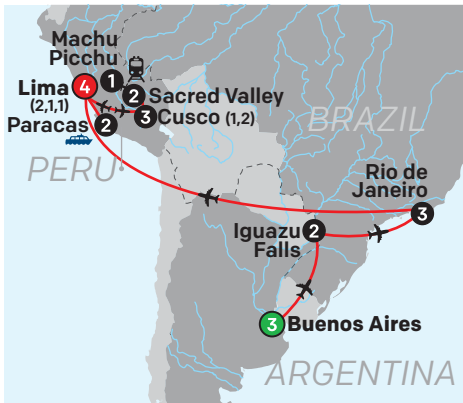 Machu
Picchu
1
Lima
4
(2,1,1)
2
Sacred Valley
Paracas
2
3
Cusco (1,2)
PERU
BRAZIL
Rio de
Janeiro
3
Iguazu
Falls
2
3
Buenos Aires
ARGENTINA